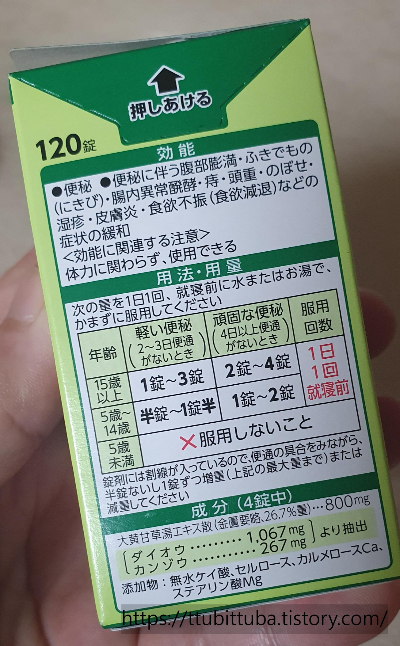 押しあける
120錠
効能
●便秘 ●便秘に伴う腹部膨満・ふきでもの
(にきび)・腸内異常醗酵・痔・頭重・のぼせ・
湿疹・皮膚炎・食欲不振(食欲減退)などの
症状の緩和
<効能に関連する注意>
体力に関わらず、使用できる
用法・用量
次の量を1日1回、就寝前に水またはお湯で、
かまずに服用してください
年齢 軽い便秘 (2~3日便通がないとき) 頑固な便秘 (4日以上便通がないとき) 服用回数
15歳以上 1錠~3錠 2錠~4錠 1日1回就寝前
5歳~14歳 半錠~1錠半 1錠~2錠
5歳未満 ×服用しないこと
錠剤には割線が入っているので、便通の具合をみながら、
半錠ないし1錠ずつ増量(上記の最大量まで)または
減量してください
成分(4錠中)
大黄甘草湯エキス散(金匱要略、26.7%量)…800mg
ダイオウ………1,067mg
カンゾウ………267mg より抽出
添加物:無水ケイ酸、セルロース、カルメロースCa、
ステアリン酸Mg
https://ttubittuba.tistory.com/